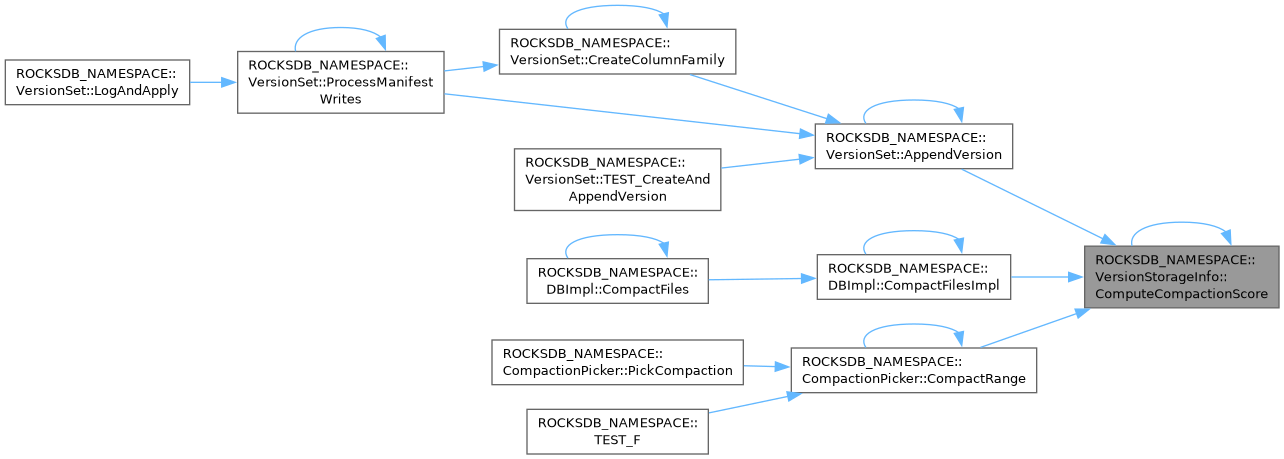 ROCKSDB_NAMESPACE::
VersionSet::LogAndApply
ROCKSDB_NAMESPACE::
VersionSet::ProcessManifest
Writes
ROCKSDB_NAMESPACE::
VersionSet::CreateColumnFamily
ROCKSDB_NAMESPACE::
VersionSet::AppendVersion
ROCKSDB_NAMESPACE::
VersionSet::TEST_CreateAnd
AppendVersion
ROCKSDB_NAMESPACE::
DBImpl::CompactFiles
ROCKSDB_NAMESPACE::
DBImpl::CompactFilesImpl
ROCKSDB_NAMESPACE::
VersionStorageInfo::
ComputeCompactionScore
ROCKSDB_NAMESPACE::
CompactionPicker::PickCompaction
ROCKSDB_NAMESPACE::
CompactionPicker::CompactRange
ROCKSDB_NAMESPACE::
TEST_F